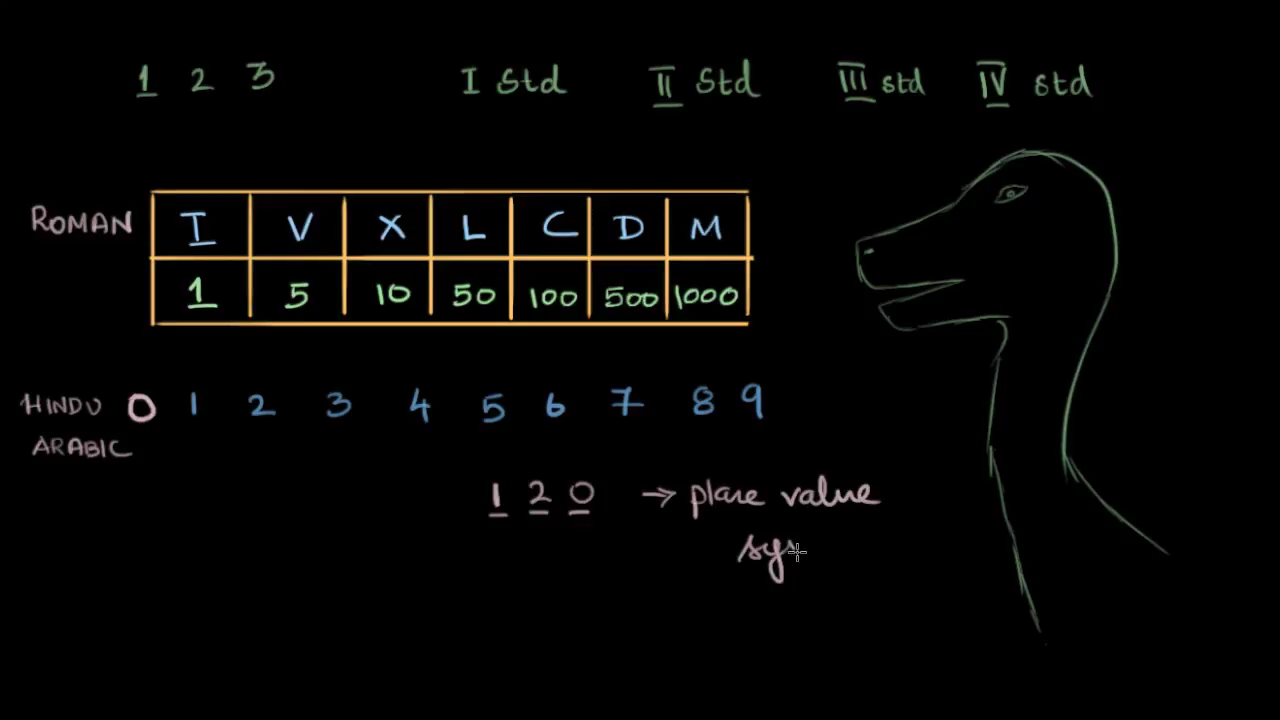 1 2 3 I Std II Std III std IV std
ROMAN I V X L C D M
1 5 10 50 100 500 1000
HINDU 0 1 2 3 4 5 6 7 8 9
ARABIC
1 2 0 → place value
sys